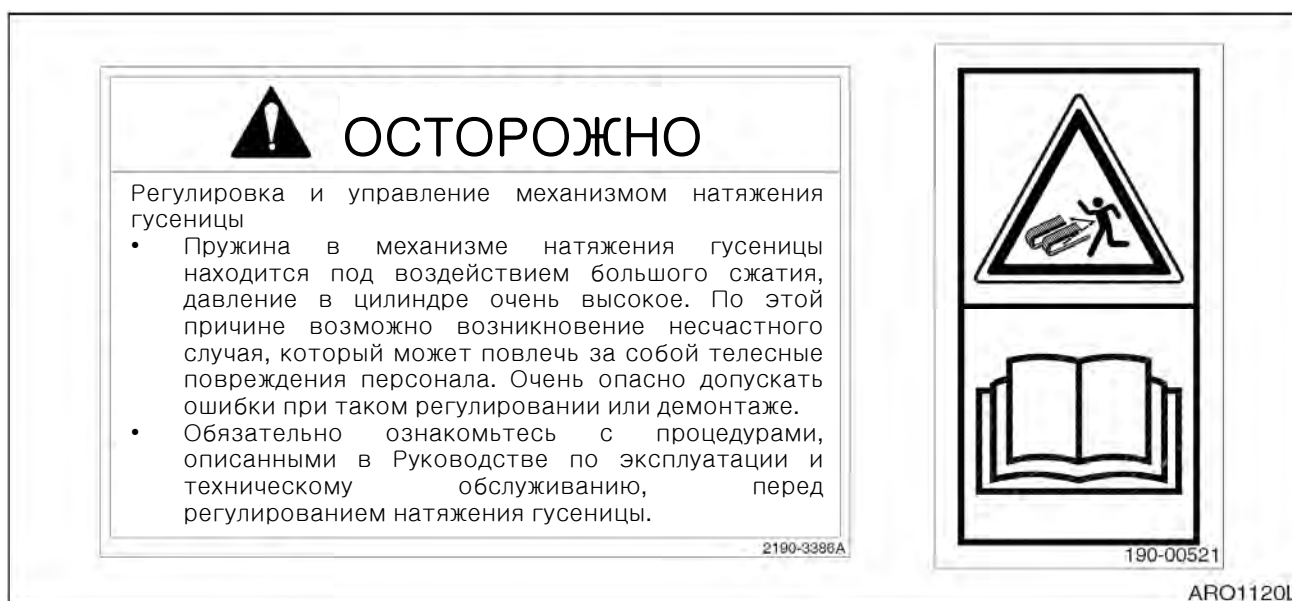 ОСТОРОЖНО
Регулировка и управление механизмом натяжения
гусеницы
• Пружина в механизме натяжения гусеницы
находится под воздействием большого сжатия,
давление в цилиндре очень высокое. По этой
причине возможно возникновение несчастного
случая, который может повлечь за собой телесные
повреждения персонала. Очень опасно допускать
ошибки при таком регулировании или демонтаже.
• Обязательно ознакомьтесь с процедурами,
описанными в Руководстве по эксплуатации и
техническому обслуживанию, перед
регулированием натяжения гусеницы.
2190-3386A
190-00521
ARO1120L